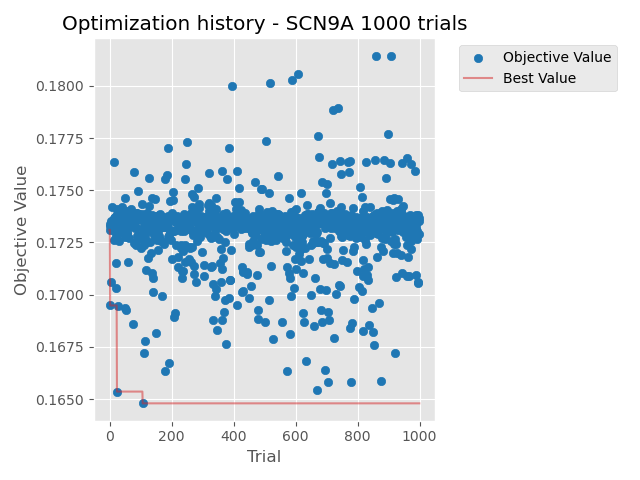 Optimization history - SCN9A 1000 trials
Objective Value
Best Value
0.1800
0.1775
0.1750
0.1725
0.1700
0.1675
0.1650
Objective Value
0
200
400
600
800
1000
Trial